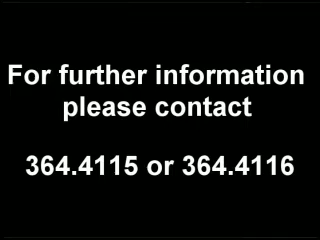 For further information
please contact
364.4115 or 364.4116